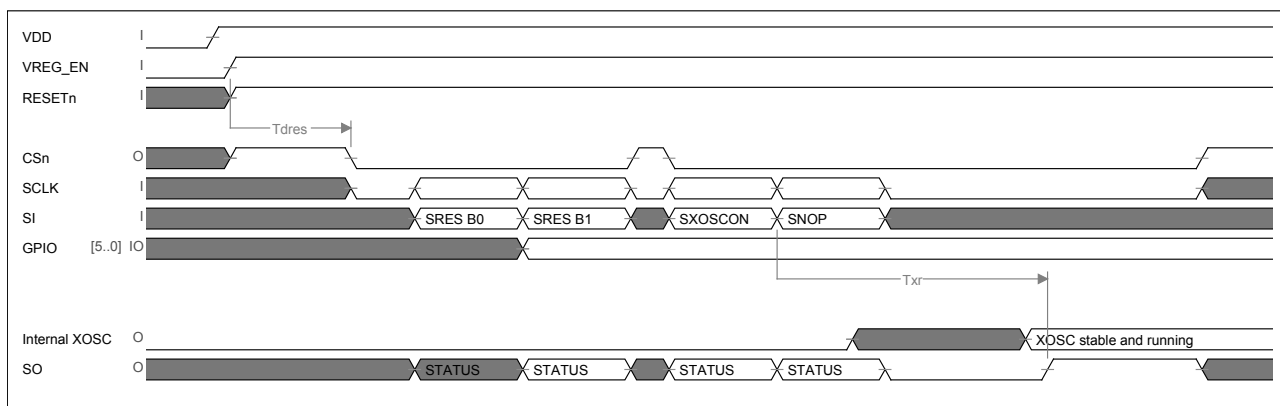 VDD I
VREG_EN I
RESETn I
Tdres
CSn O
SCLK I
SI I SRES B0 SRES B1 SXOSCON SNOP
GPIO [5..0] IO
Txr
Internal XOSC O XOSC stable and running
SO O STATUS STATUS STATUS STATUS